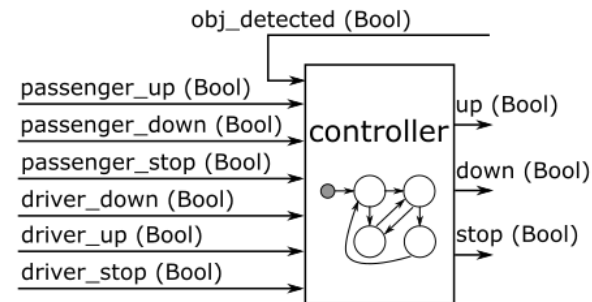 obj_detected (Bool)
passenger_up (Bool)
passenger_down (Bool)
passenger_stop (Bool)
driver_down (Bool)
driver_up (Bool)
driver_stop (Bool)
controller
up (Bool)
down (Bool)
stop (Bool)